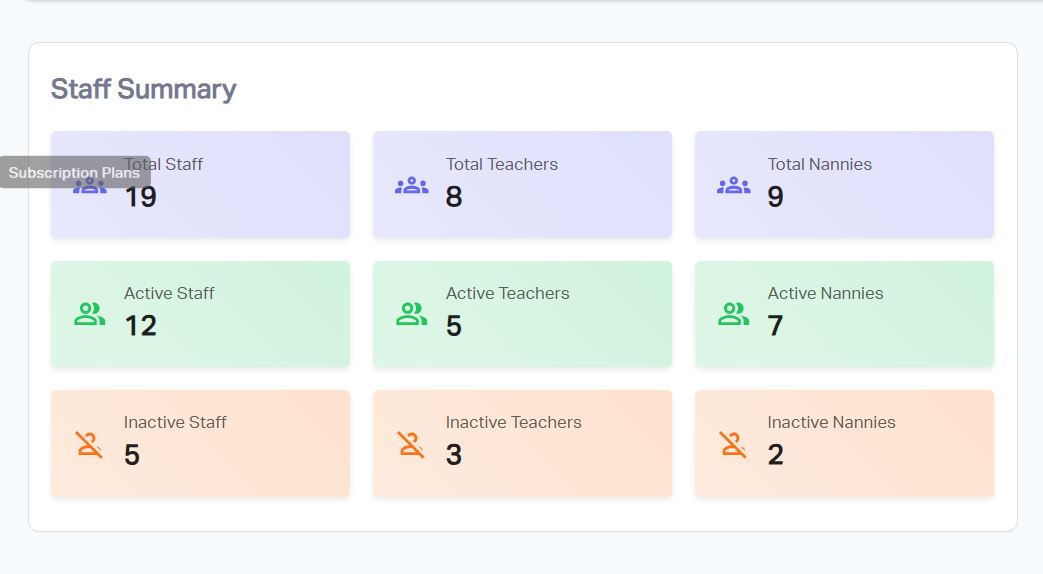 Staff Summary
Subscription Plans
Total Staff
19
Total Teachers
8
Total Nannies
9
Active Staff
12
Active Teachers
5
Active Nannies
7
Inactive Staff
5
Inactive Teachers
3
Inactive Nannies
2